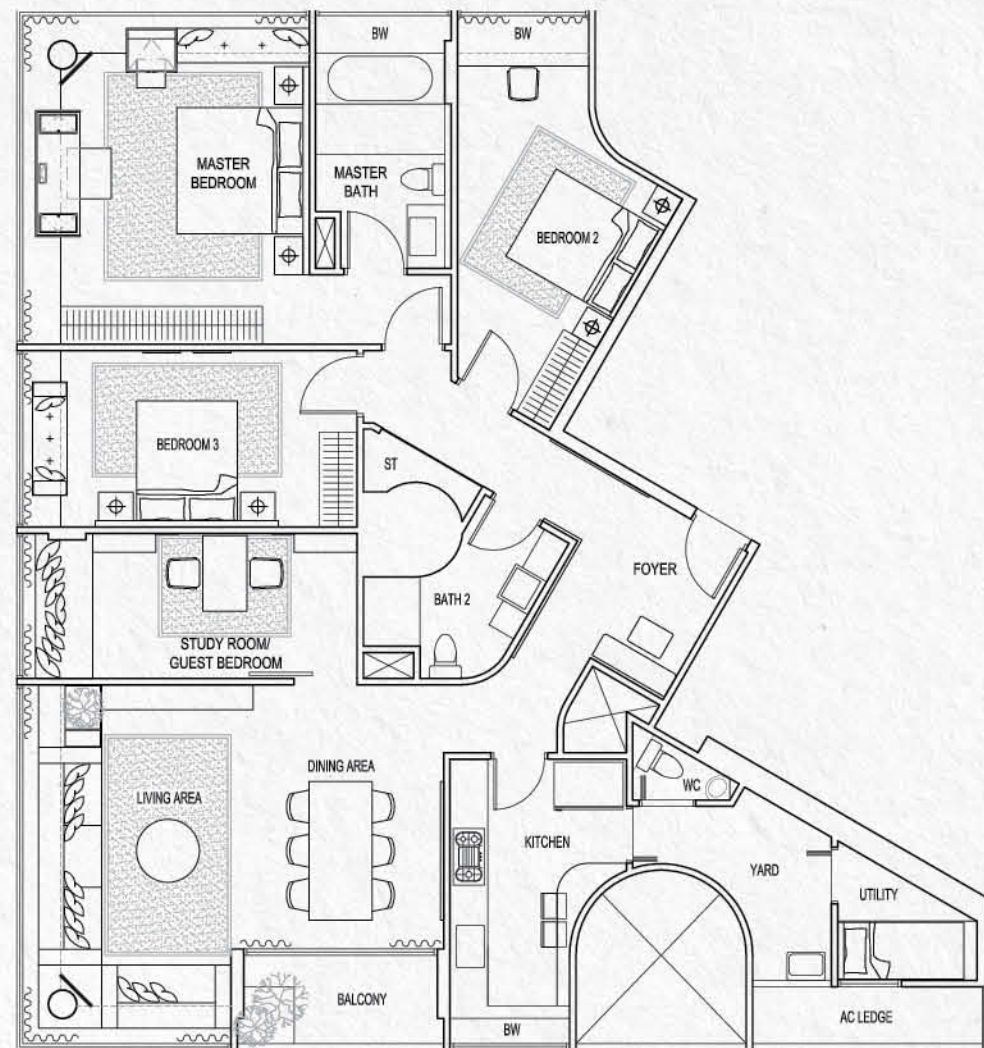 BW
BW
MASTER
BEDROOM
MASTER
BATH
BEDROOM 2
BEDROOM 3
ST
FOYER
BATH 2
STUDY ROOM/
GUEST BEDROOM
DINING AREA
LIVING AREA
WC
KITCHEN
YARD
UTILITY
BALCONY
BW
AC LEDGE